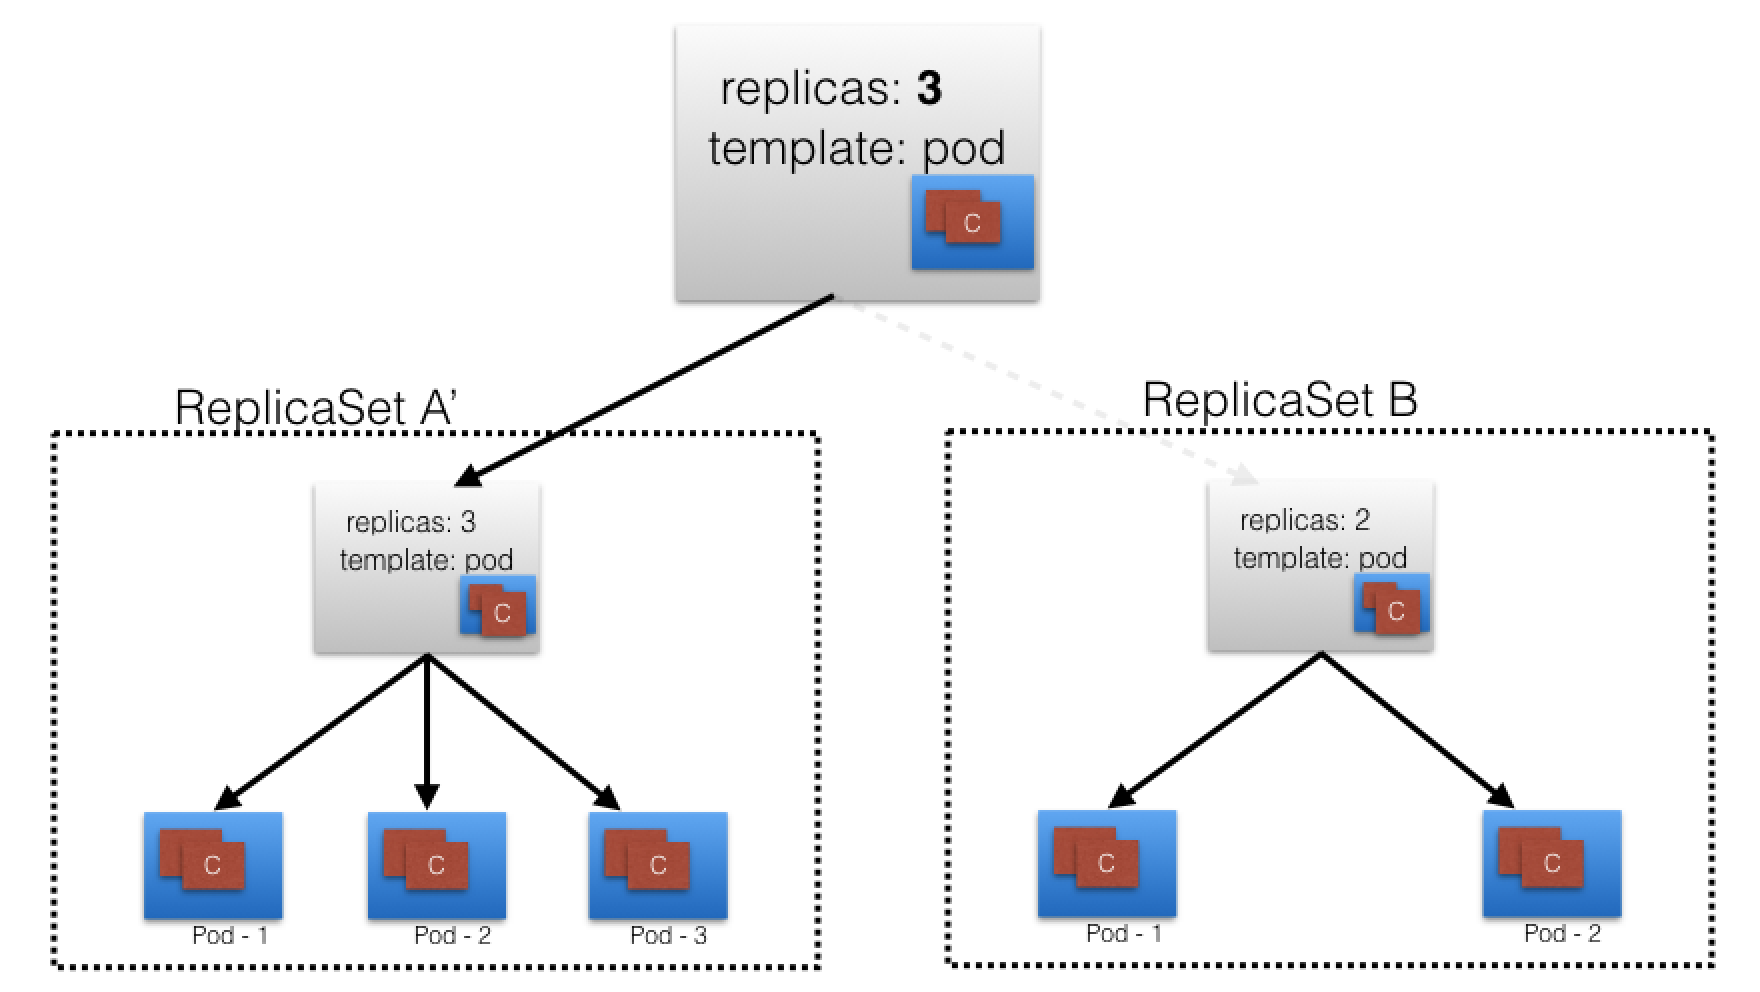 replicas: 3
template: pod
C
ReplicaSet A’
ReplicaSet B
replicas: 3
template: pod
C
replicas: 2
template: pod
C
C
C
C
C
C
Pod - 1
Pod - 2
Pod - 3
Pod - 1
Pod - 2